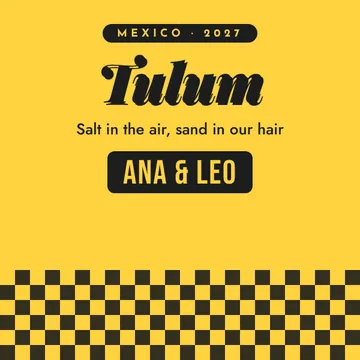 MEXICO · 2027
Tulum
Salt in the air, sand in our hair
ANA & LEO